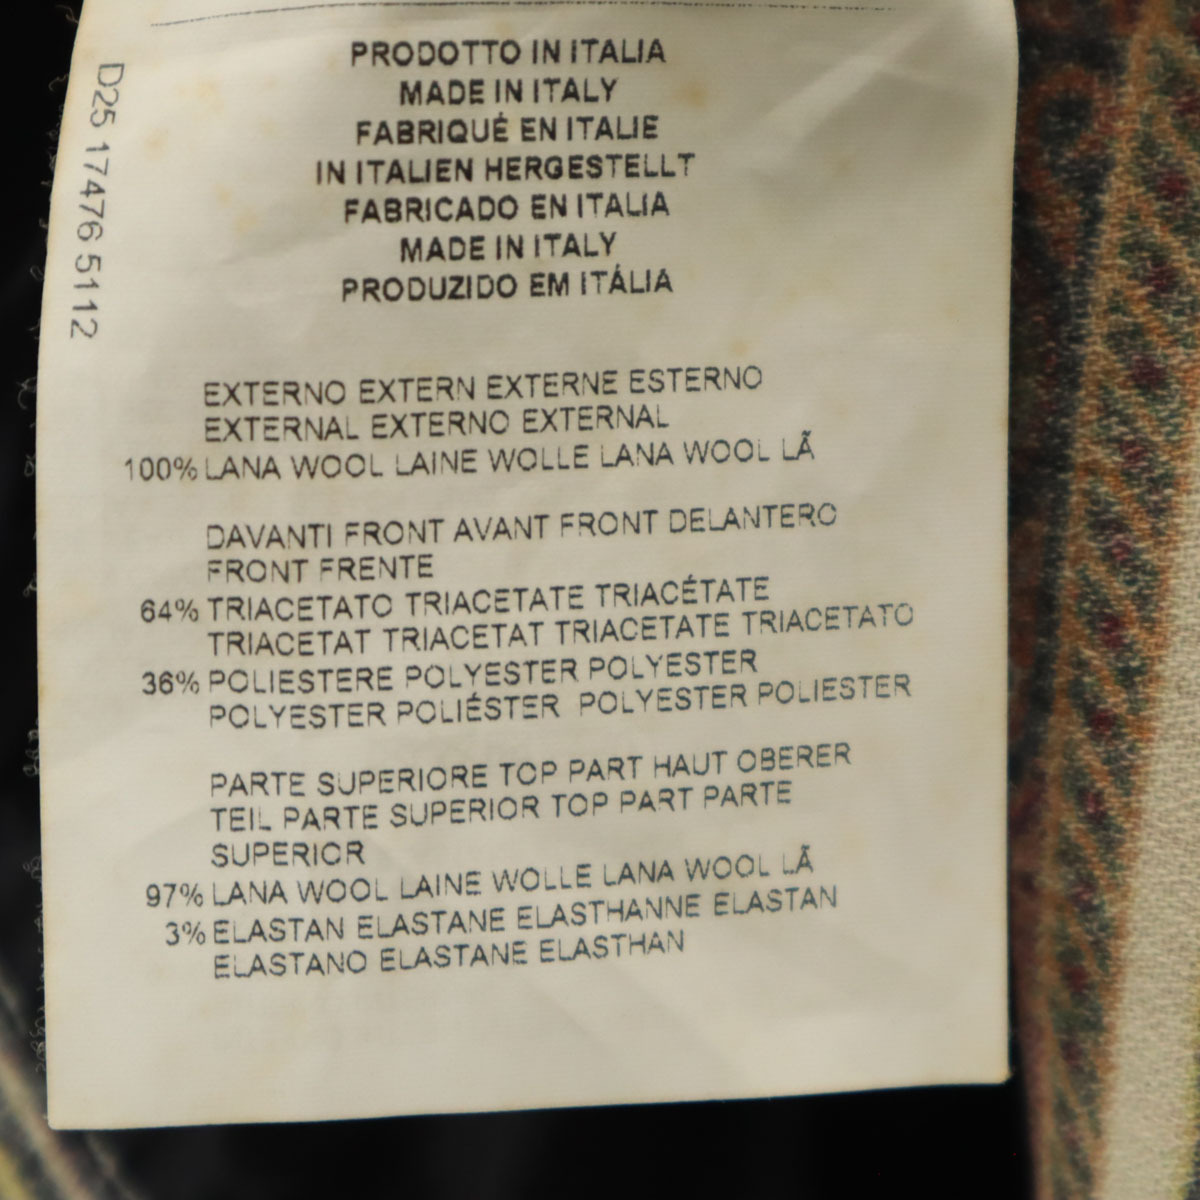 PRODOTTO IN ITALIA
MADE IN ITALY
FABRIQUÉ EN ITALIE
IN ITALIEN HERGESTELLT
FABRICADO EN ITALIA
MADE IN ITALY
PRODUZIDO EM ITÁLIA
D25 17476 5112
EXTERNO EXTERN EXTERNE ESTERNO
EXTERNAL EXTERNO EXTERNAL
100% LANA WOOL LAINE WOLLE LANA WOOL LÃ
DAVANTI FRONT AVANT FRONT DELANTERO
FRONT FRENTE
64% TRIACETATO TRIACETATE TRIACÉTATE
TRIACETAT TRIACETAT TRIACETATE TRIACETATO
36% POLIESTERE POLYESTER POLYESTER
POLYESTER POLIÉSTER POLYESTER POLIESTER
PARTE SUPERIORE TOP PART HAUT OBERER
TEIL PARTE SUPERIOR TOP PART PARTE
SUPERIOR
97% LANA WOOL LAINE WOLLE LANA WOOL LÃ
3% ELASTAN ELASTANE ELASTHANNE ELASTAN
ELASTANO ELASTANE ELASTHAN